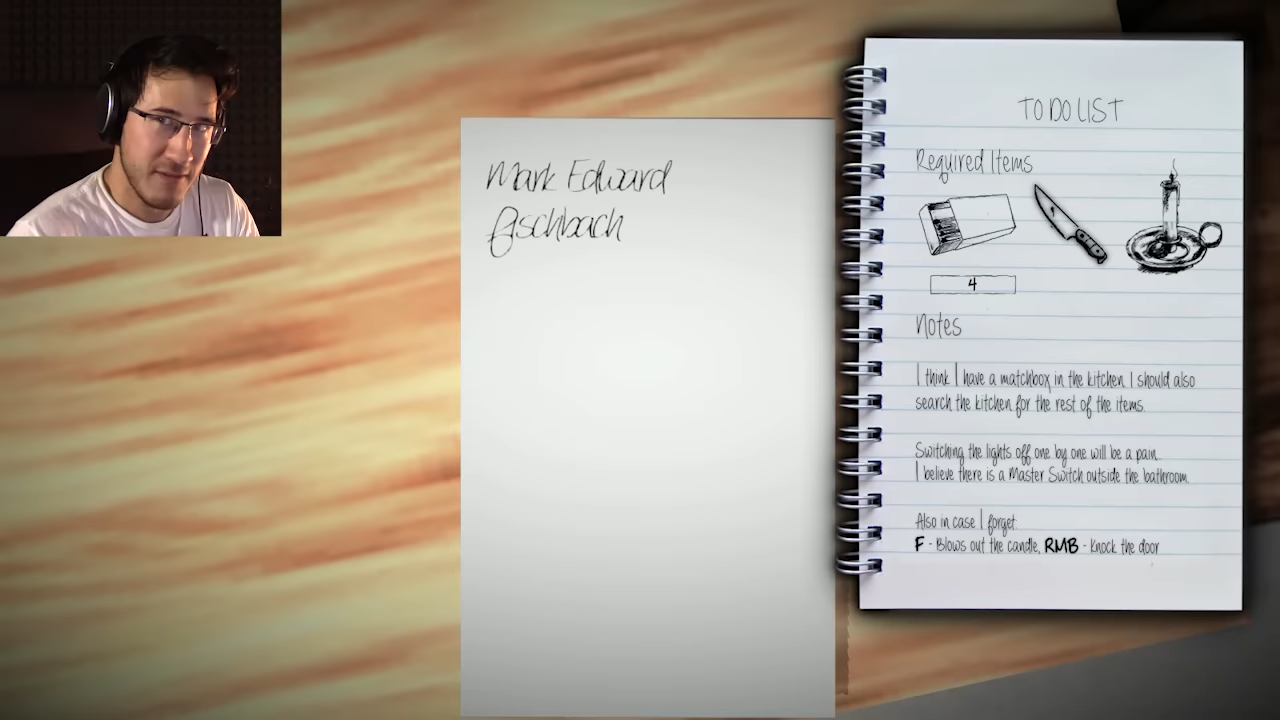 Mark Edward
fischbach
TO DO LIST
Required Items
4
Notes
I think I have a matchbox in the kitchen. I should also
search the kitchen for the rest of the items.
Switching the lights off one by one will be a pain...
I believe there is a Master Switch outside the bathroom.
Also in case I forget:
F - Blows out the candle, RMB - Knock the door